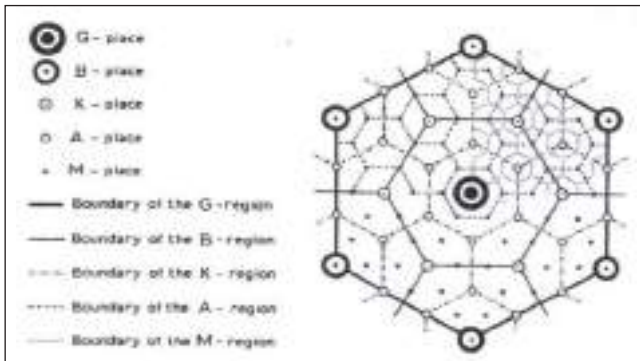 G - place
B - place
K - place
A - place
M - place
Boundary of the G - region
Boundary of the B - region
Boundary of the K - region
Boundary of the A - region
Boundary of the M - region